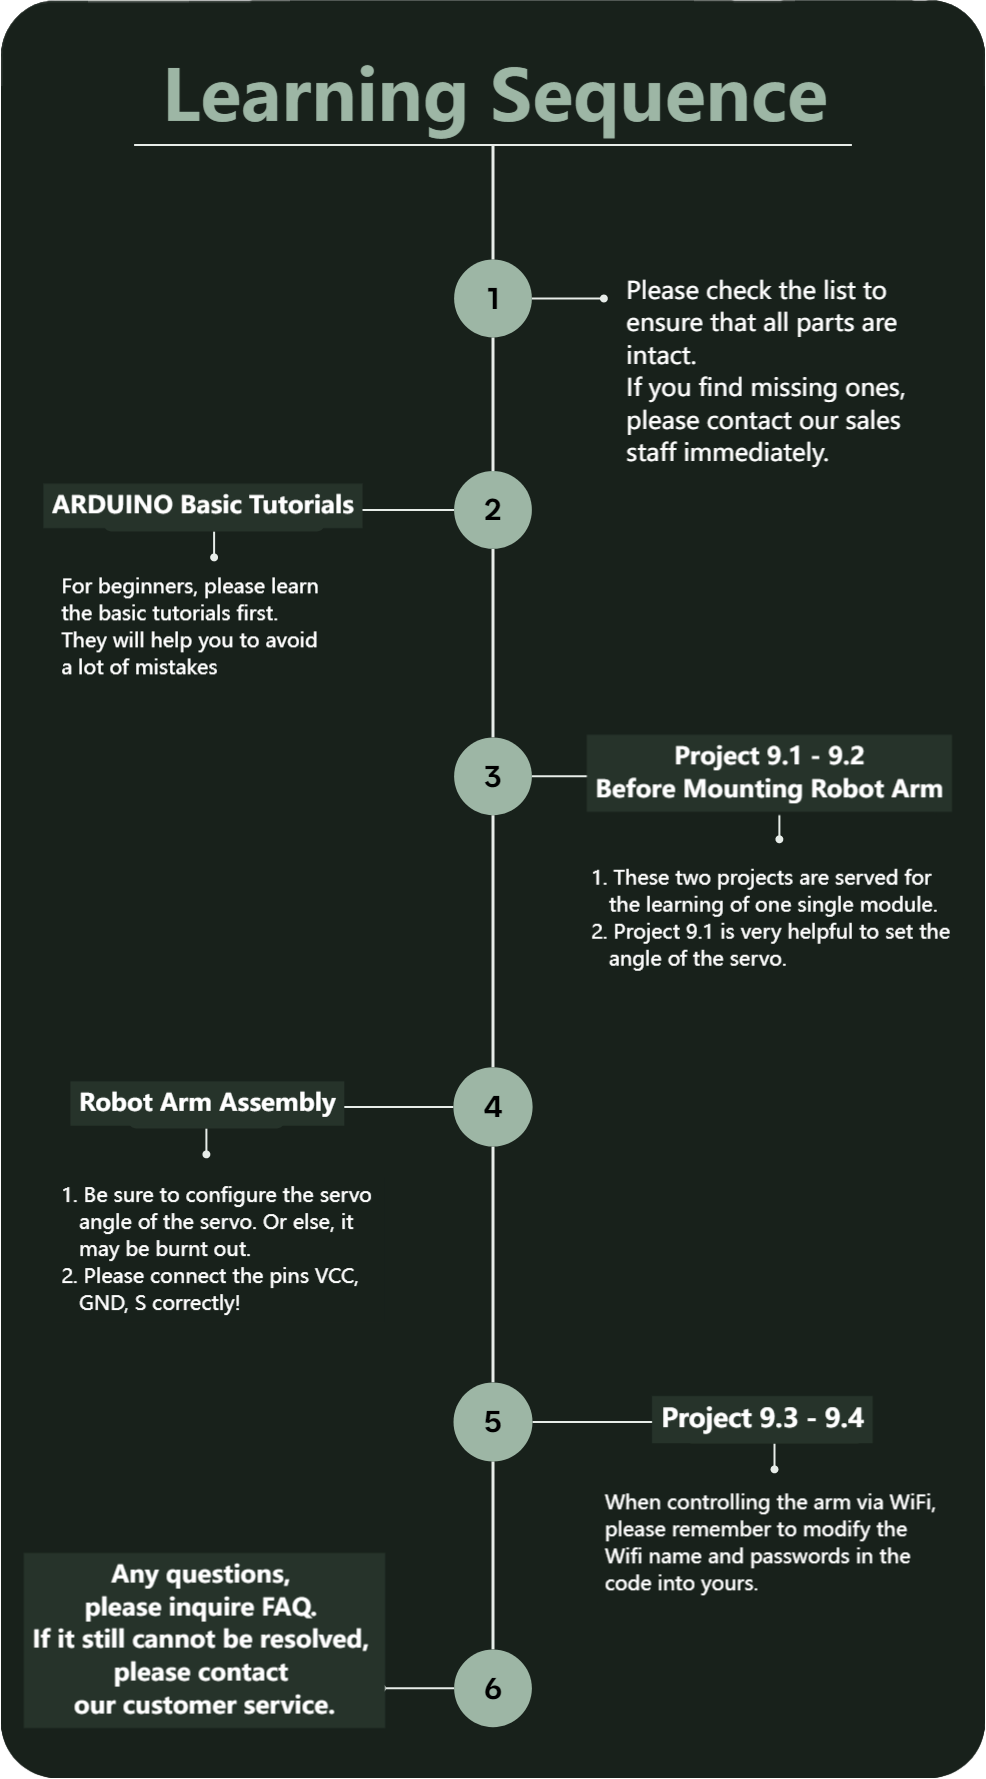 Learning Sequence
1
Please check the list to
ensure that all parts are
intact.
If you find missing ones,
please contact our sales
staff immediately.
ARDUINO Basic Tutorials
2
For beginners, please learn
the basic tutorials first.
They will help you to avoid
a lot of mistakes
3
Project 9.1 - 9.2
Before Mounting Robot Arm
1. These two projects are served for
the learning of one single module.
2. Project 9.1 is very helpful to set the
angle of the servo.
Robot Arm Assembly
4
1. Be sure to configure the servo
angle of the servo. Or else, it
may be burnt out.
2. Please connect the pins VCC,
GND, S correctly!
5
Project 9.3 - 9.4
When controlling the arm via WiFi,
please remember to modify the
Wifi name and passwords in the
code into yours.
Any questions,
please inquire FAQ.
If it still cannot be resolved,
please contact
our customer service.
6